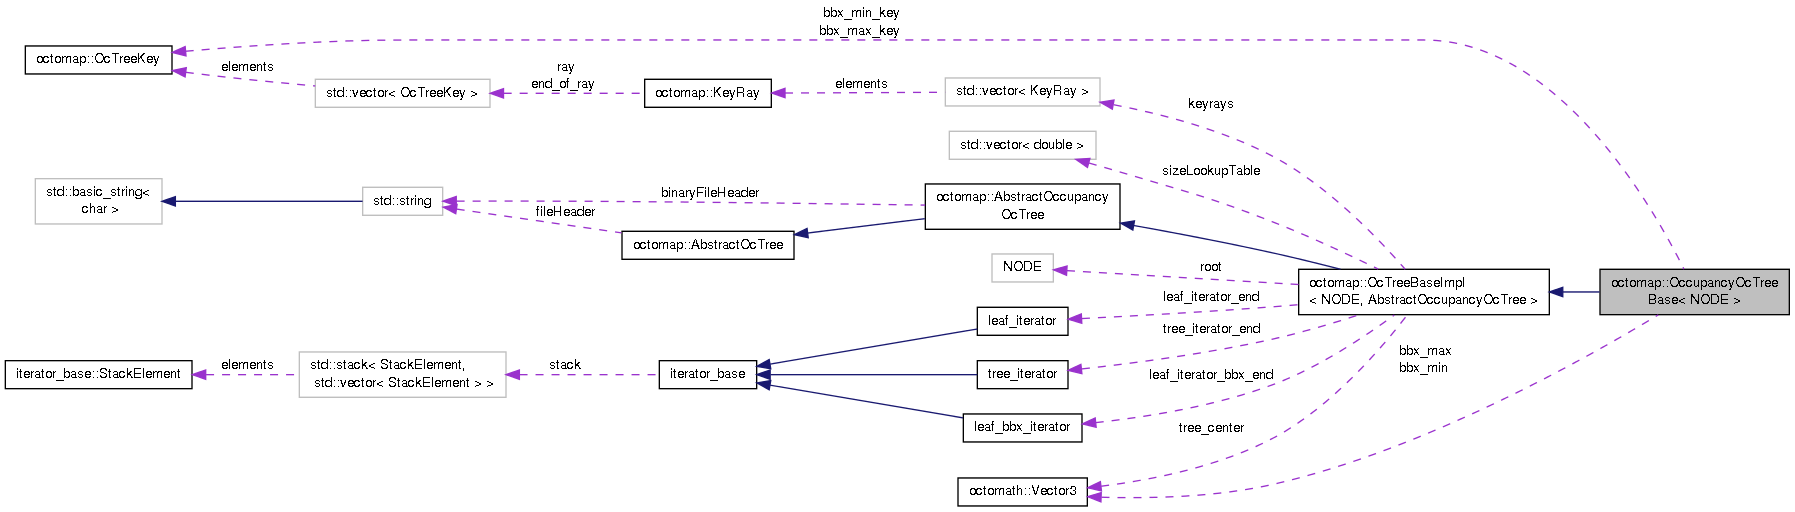 bbx_min_key
bbx_max_key
octomap::OcTreeKey
elements
std::vector< OcTreeKey >
ray
end_of_ray
octomap::KeyRay
elements
std::vector< KeyRay >
keyrays
std::vector< double >
sizeLookupTable
std::basic_string<
char >
std::string
binaryFileHeader
fileHeader
octomap::AbstractOccupancy
OcTree
octomap::AbstractOcTree
NODE
root
octomap::OcTreeBaseImpl
< NODE, AbstractOccupancyOcTree >
octomap::OccupancyOcTree
Base< NODE >
leaf_iterator_end
leaf_iterator
tree_iterator_end
iterator_base::StackElement
elements
std::stack< StackElement,
std::vector< StackElement > >
stack
iterator_base
tree_iterator
leaf_iterator_bbx_end
bbx_max
bbx_min
leaf_bbx_iterator
tree_center
octomath::Vector3